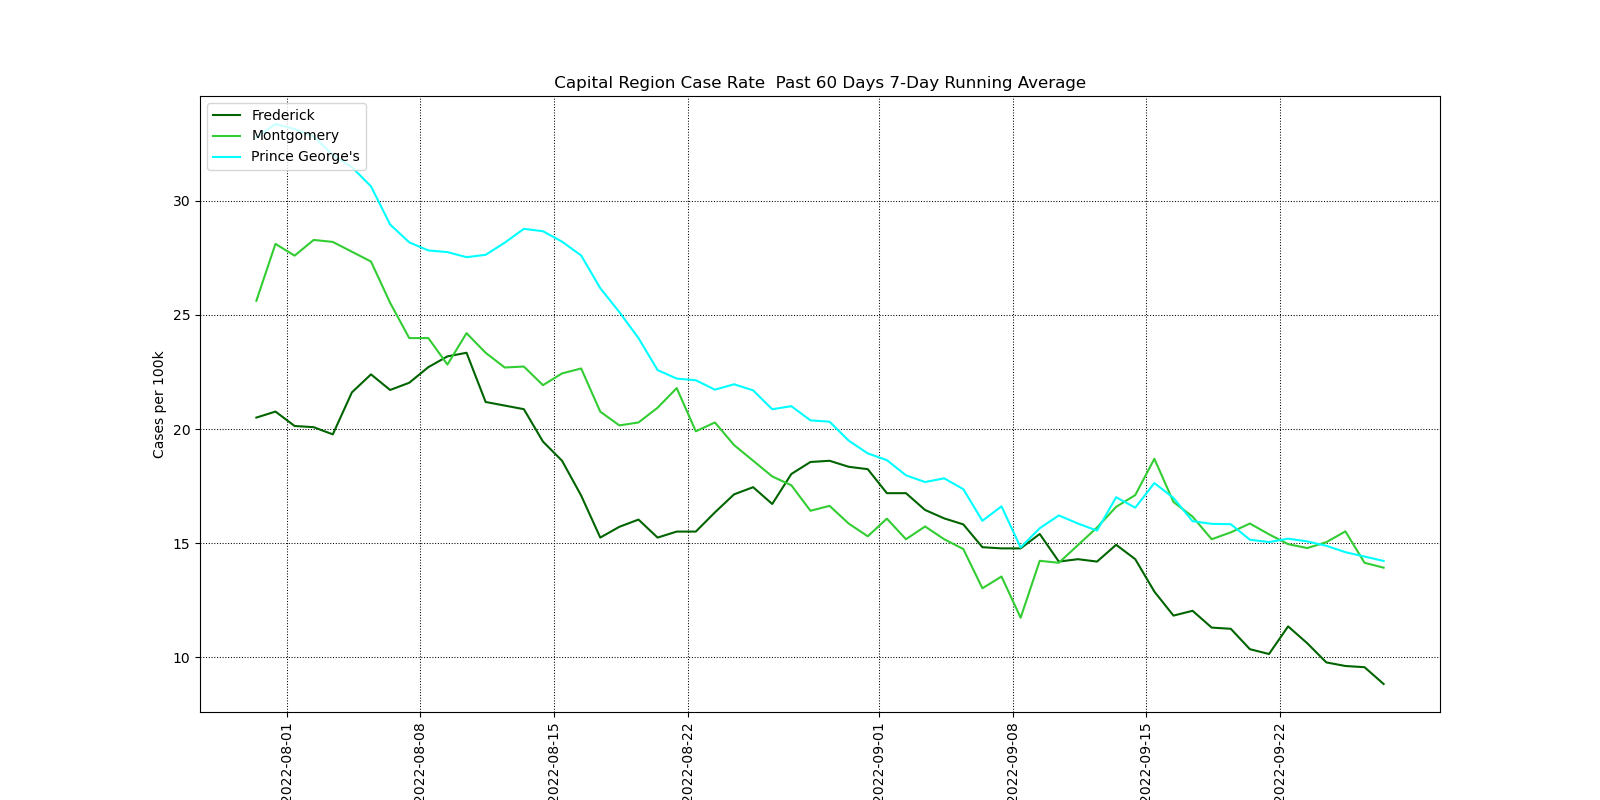 Capital Region Case Rate  Past 60 Days 7-Day Running Average
Frederick
Montgomery
Prince George's
Cases per 100k
30
25
20
15
10
2022-08-01
2022-08-08
2022-08-15
2022-08-22
2022-09-01
2022-09-08
2022-09-15
2022-09-22